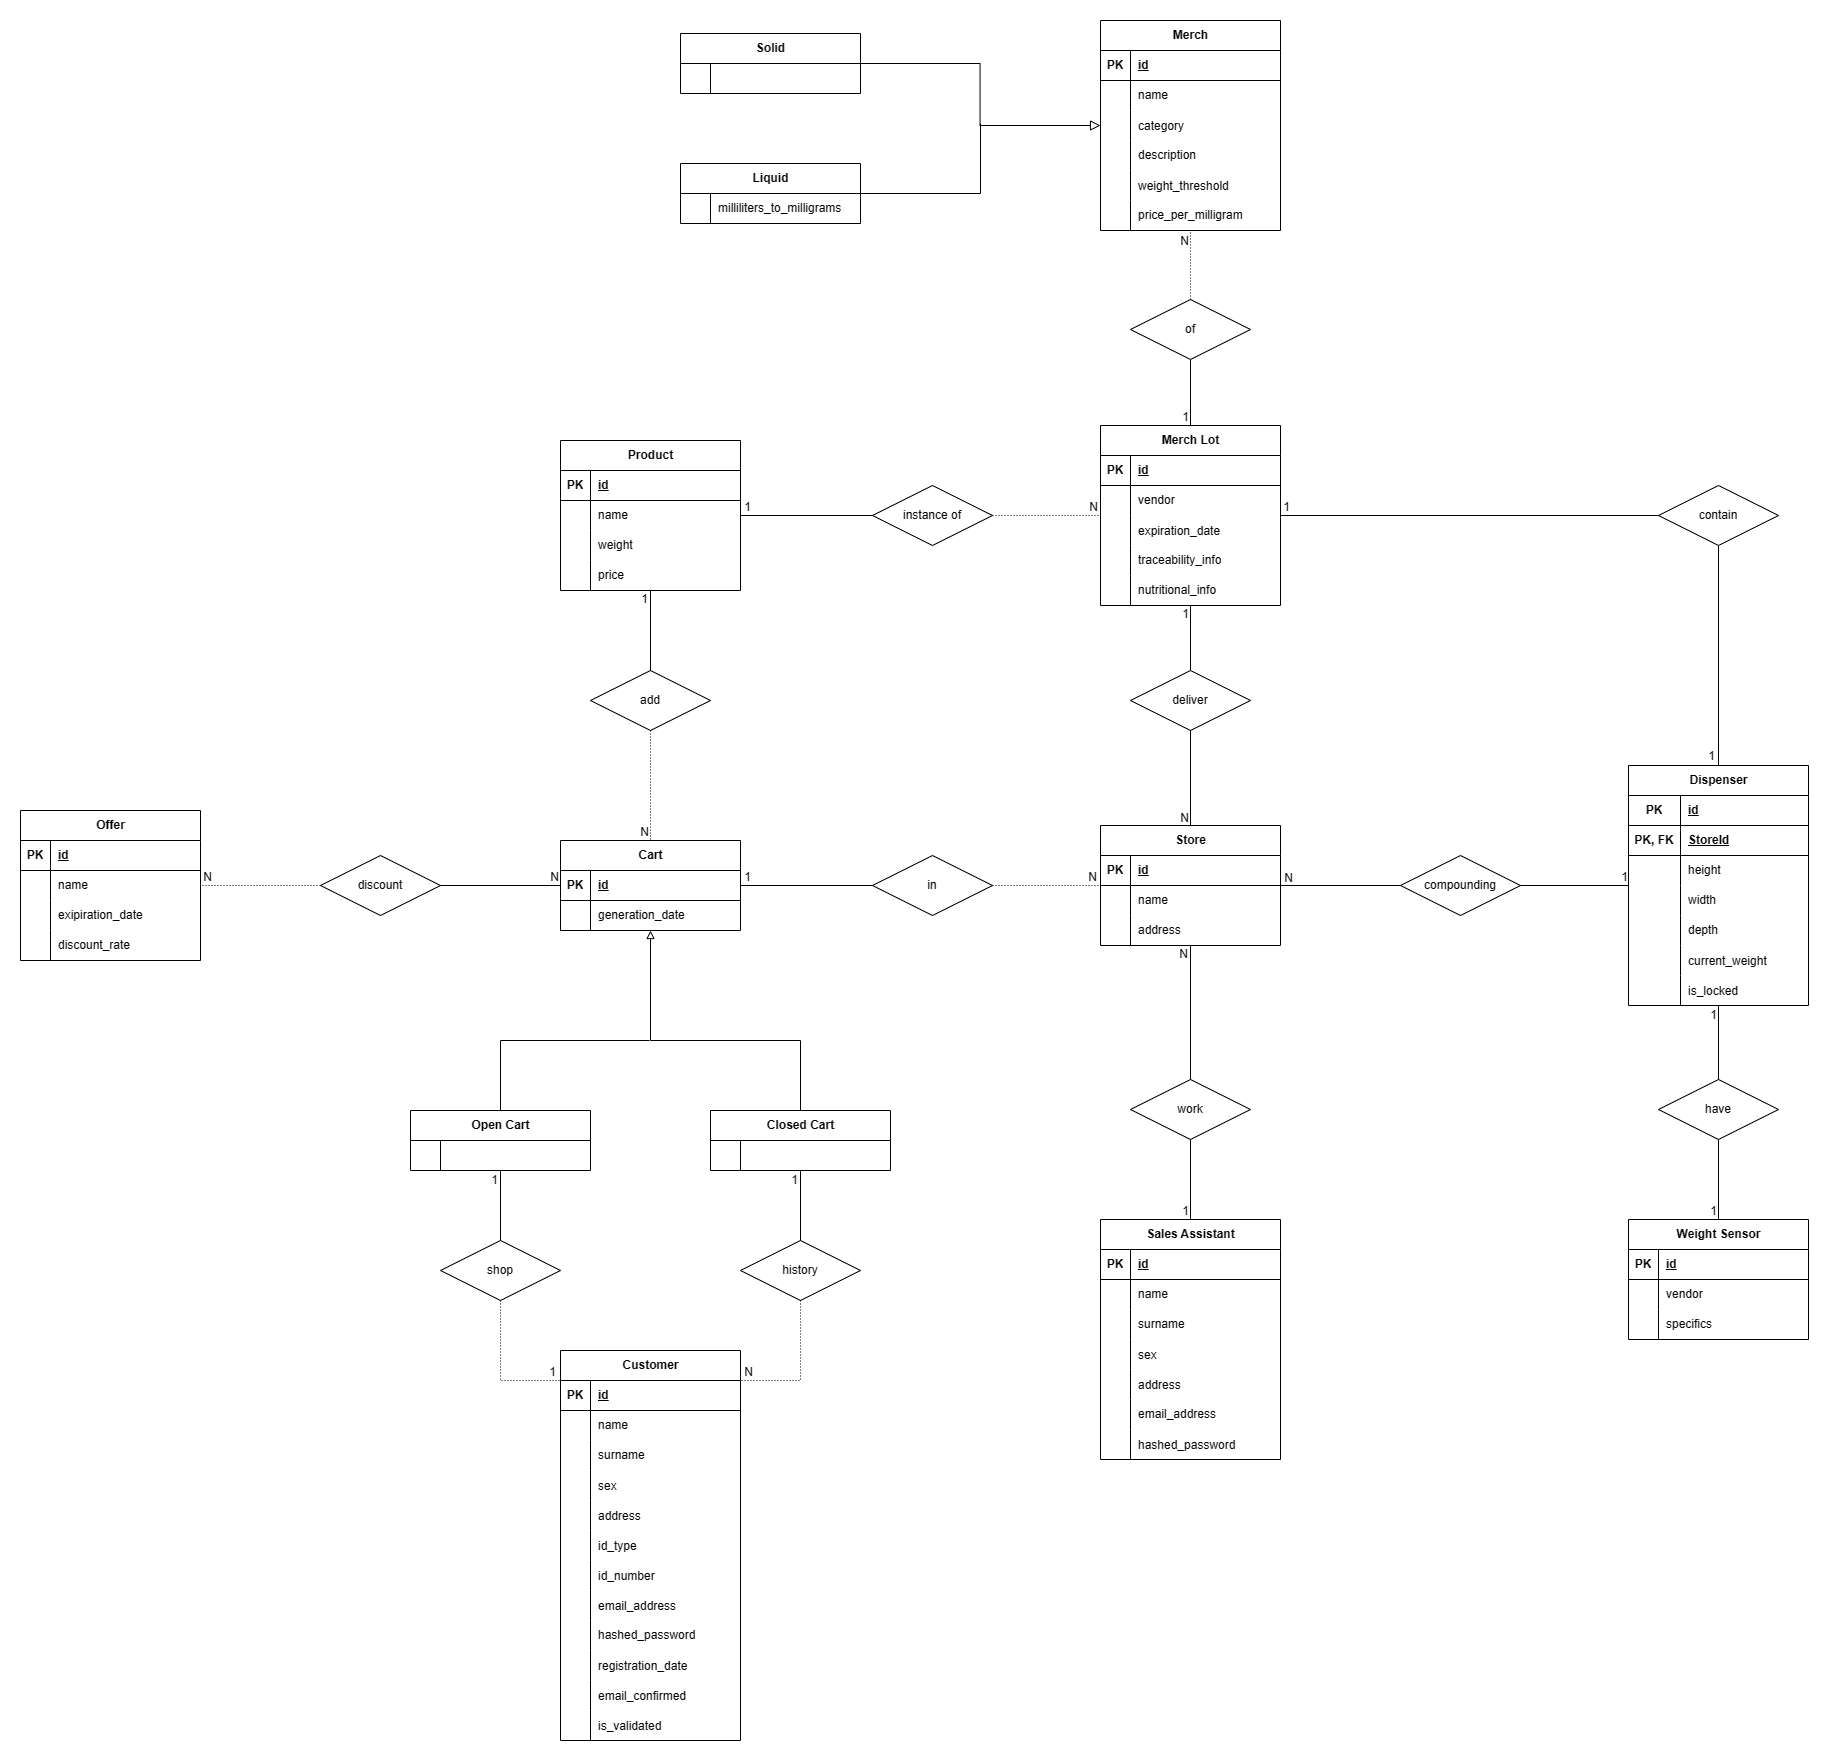 Solid
Liquid
milliliters_to_milligrams
Merch
PK id
name
category
description
weight_threshold
price_per_milligram
N
of
1
Product
PK id
name
weight
price
1
instance of
N
Merch Lot
PK id
vendor
expiration_date
traceability_info
nutritional_info
1
contain
1
1
add
N
1
deliver
N
Offer
PK id
name
exipiration_date
discount_rate
N
discount
N
Cart
PK id
generation_date
1
in
N
Store
PK id
name
address
N
compounding
1
Dispenser
PK id
PK, FK StoreId
height
width
depth
current_weight
is_locked
N
work
1
1
have
1
Open Cart
Closed Cart
1
shop
1
1
history
N
Customer
PK id
name
surname
sex
address
id_type
id_number
email_address
hashed_password
registration_date
email_confirmed
is_validated
Sales Assistant
PK id
name
surname
sex
address
email_address
hashed_password
Weight Sensor
PK id
vendor
specifics